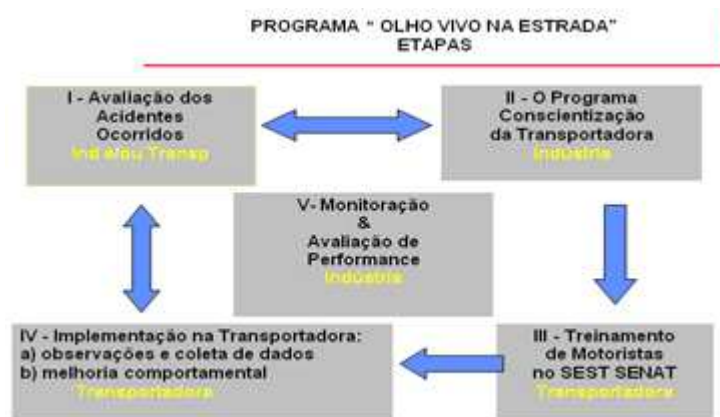 PROGRAMA “ OLHO VIVO NA ESTRADA”
ETAPAS
I - Avaliação dos
Acidentes
Ocorridos
Ind e/ou Transp
II - O Programa
Conscientização
da Transportadora
Indústria
V- Monitoração
&
Avaliação de
Performance
Indústria
IV - Implementação na Transportadora:
a) observações e coleta de dados
b) melhoria comportamental
Transportadora
III - Treinamento
de Motoristas
no SEST SENAT
Transportadora